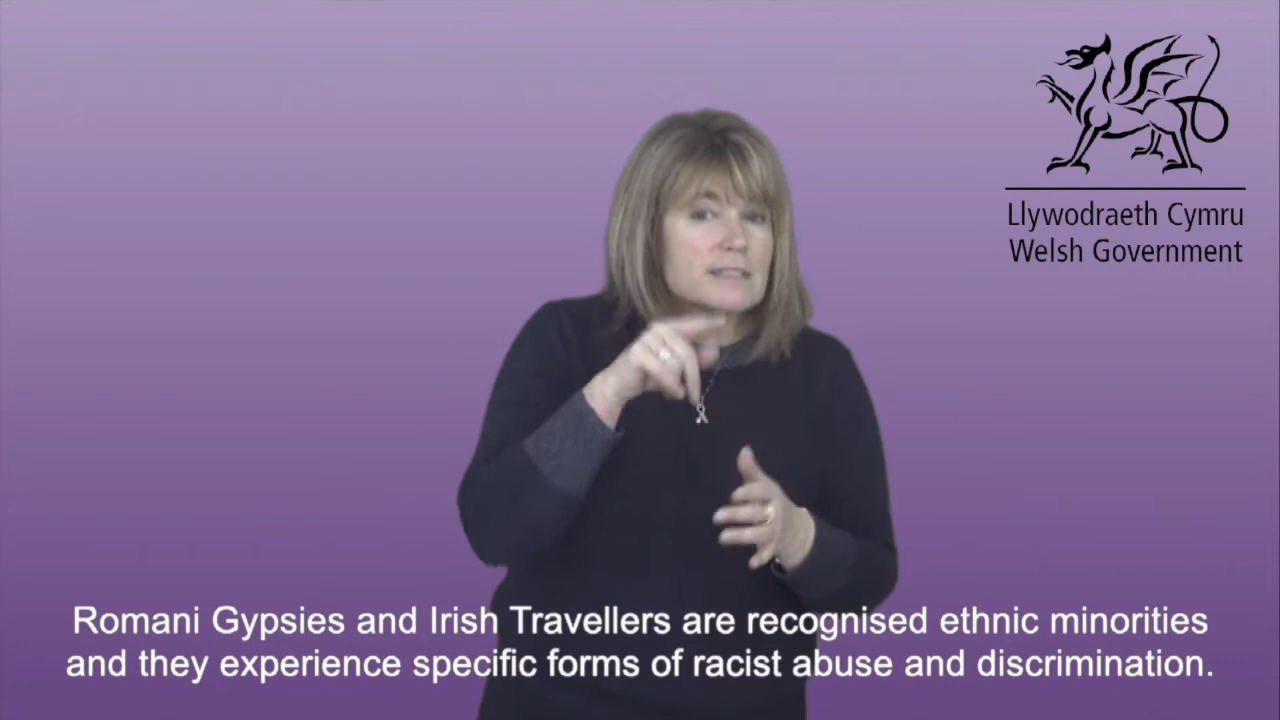 Llywodraeth Cymru
Welsh Government
Romani Gypsies and Irish Travellers are recognised ethnic minorities
and they experience specific forms of racist abuse and discrimination.